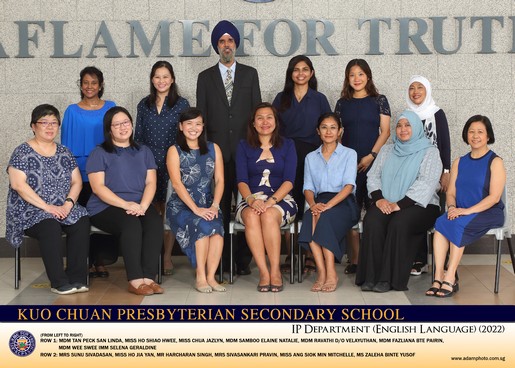 AFLAME FOR TRUTH
KUO CHUAN PRESBYTERIAN SECONDARY SCHOOL
IP DEPARTMENT (ENGLISH LANGUAGE) (2022)
(FROM LEFT TO RIGHT)
ROW 1: MDM TAN PECK SAN LINDA, MISS HO SHIAO HWEE, MISS CHUA JAZLYN, MDM SAMBOO ELAINE NATALIE, MDM RAVATHI D/O VELAYUTHAN, MDM FAZLIANA BTE PAIRIN,
MDM WEE SWEE IMM SELENA GERALDINE
ROW 2: MRS SUNU SIVADASAN, MISS HO JIA YAN, MR HARCHARAN SINGH, MRS SIVASANKARI PRAVIN, MISS ANG SIOK MIN MITCHELLE, MS ZALEHA BINTE YUSOF
www.adamphoto.com.sg